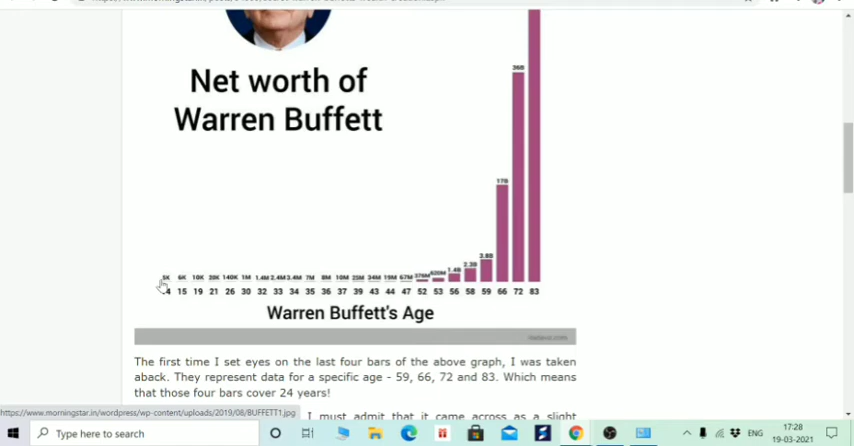 Net worth of
Warren Buffett
36B
17B
5K 6K 10K 20K 140K 1M 1.4M 2.4M 3.4M 7M 8M 10M 25M 34M 19M 67M 376M 620M 1.4B 2.3B 3.8B
15 19 21 26 30 32 33 34 35 36 37 39 43 44 47 52 53 56 58 59 66 72 83
Warren Buffett's Age
The first time I set eyes on the last four bars of the above graph, I was taken
aback. They represent data for a specific age - 59, 66, 72 and 83. Which means
that those four bars cover 24 years!
https://www.morningstar.in/wordpress/wp-content/uploads/2019/08/BUFFETT1.jpg
I must admit that it came across as a slight
Type here to search
ENG
17:28
19-03-2021